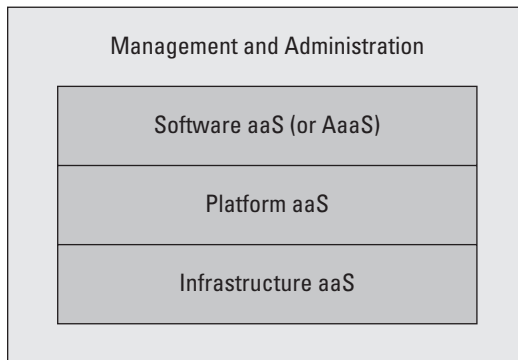 Management and Administration
Software aaS (or AaaS)
Platform aaS
Infrastructure aaS